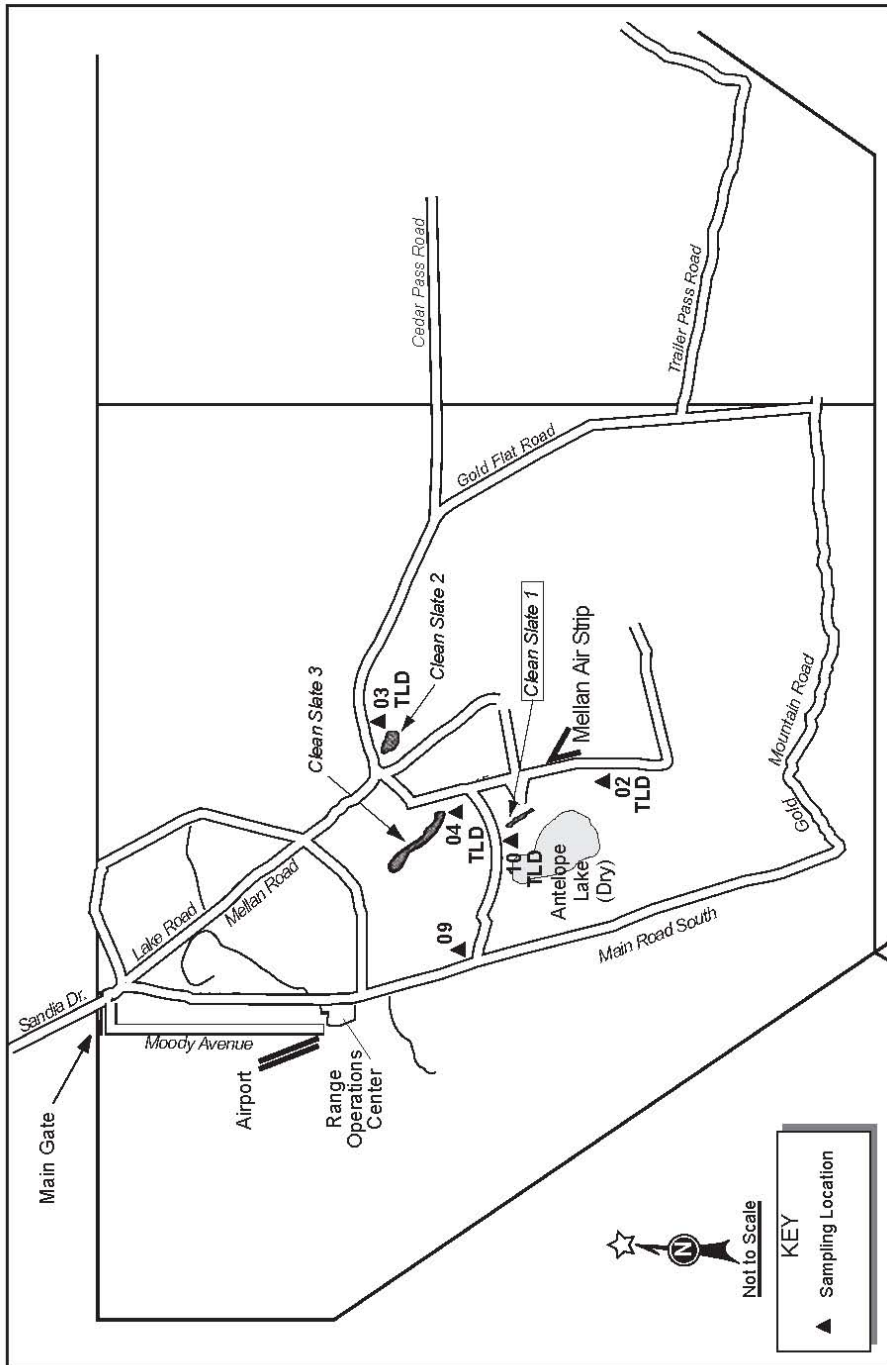 Sandia Dr.
Main Gate
Moody Avenue
Airport
Range
Operations
Center
Lake Road
Mellan Road
Cedar Pass Road
Gold Flat Road
Trailer Pass Road
Clean Slate 3
Clean Slate 2
03
TLD
Clean Slate 1
Mellan Air Strip
04
TLD
10
TLD
02
TLD
09
Antelope
Lake
(Dry)
Main Road South
Gold
Mountain Road
N
Not to Scale
KEY
Sampling Location